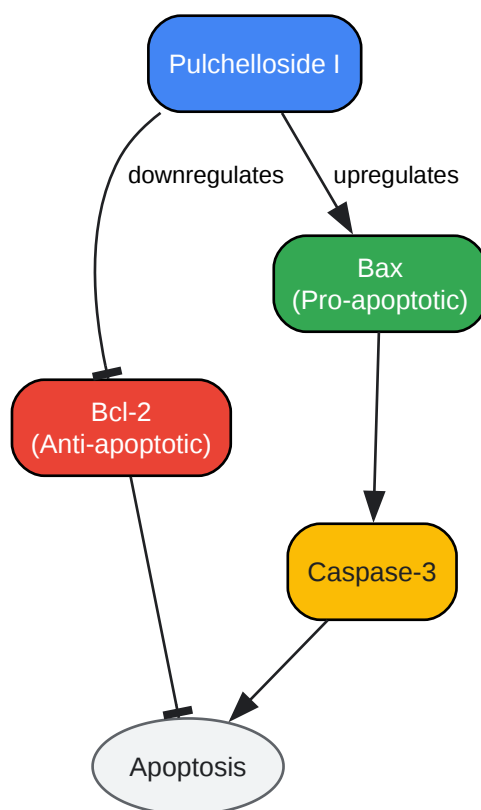 Pulchelloside I
downregulates
upregulates
Bax
(Pro-apoptotic)
Bcl-2
(Anti-apoptotic)
Caspase-3
Apoptosis